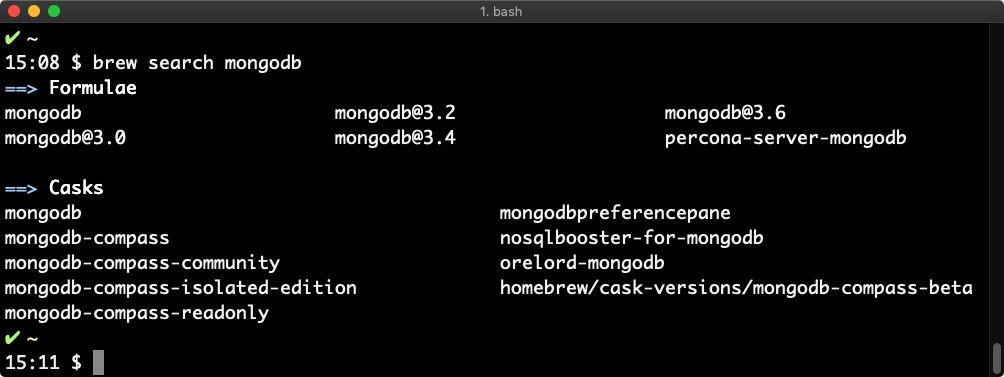 1. bash
✔ ~
15:08 $ brew search mongodb
==> Formulae
mongodb mongodb@3.2 mongodb@3.6
mongodb@3.0 mongodb@3.4 percona-server-mongodb
==> Casks
mongodb mongodbpreferencepane
mongodb-compass nosqlbooster-for-mongodb
mongodb-compass-community orelord-mongodb
mongodb-compass-isolated-edition homebrew/cask-versions/mongodb-compass-beta
mongodb-compass-readonly
✔ ~
15:11 $